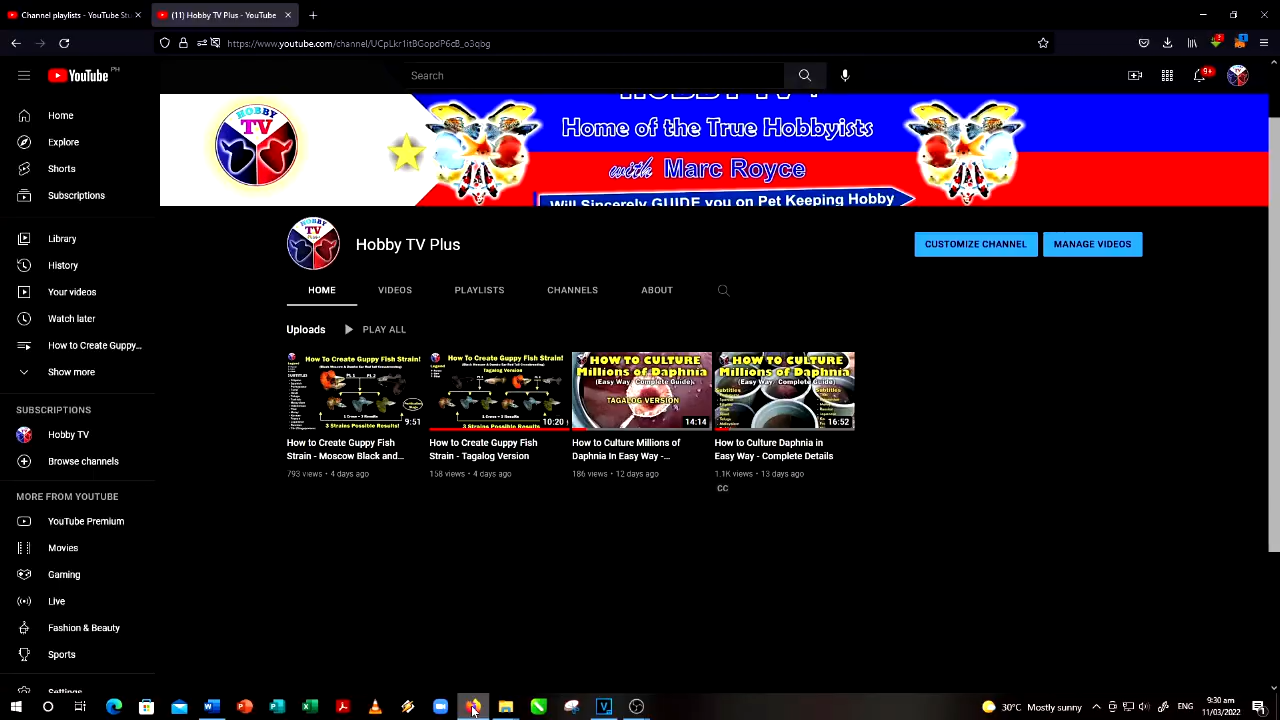 Channel playlists - YouTube St
(11) Hobby TV Plus - YouTube
https://www.youtube.com/channel/UCpLkr1itBGopdP6cB_o3qbg
YouTube PH
Search
9+
Home
Explore
Shorts
Subscriptions
Library
History
Your videos
Watch later
How to Create Guppy...
Show more
SUBSCRIPTIONS
Hobby TV
Browse channels
MORE FROM YOUTUBE
YouTube Premium
Movies
Gaming
Live
Fashion & Beauty
Sports
Settings
HOBBY TV +
Home of the True Hobbyists
with Marc Royce
Will Sincerely GUIDE you on Pet Keeping Hobby
HOBBY
TV
Hobby TV Plus
CUSTOMIZE CHANNEL
MANAGE VIDEOS
HOME
VIDEOS
PLAYLISTS
CHANNELS
ABOUT
Uploads
PLAY ALL
How To Create Guppy Fish Strain!
3 Strains Possible Results!
9:51
How to Create Guppy Fish
Strain - Moscow Black and...
793 views • 4 days ago
How To Create Guppy Fish Strain!
Tagalog Version
3 Strains Possible Results!
10:20
How to Create Guppy Fish
Strain - Tagalog Version
158 views • 4 days ago
HOW TO CULTURE
Millions of Daphnia
(Easy Way - Complete Guide)
TAGALOG VERSION
14:14
How to Culture Millions of
Daphnia In Easy Way -...
186 views • 12 days ago
HOW TO CULTURE
Millions of Daphnia
(Easy Way - Complete Guide)
16:52
How to Culture Daphnia in
Easy Way - Complete Details
1.1K views • 13 days ago
CC
30°C Mostly sunny
9:30 am
11/03/2022